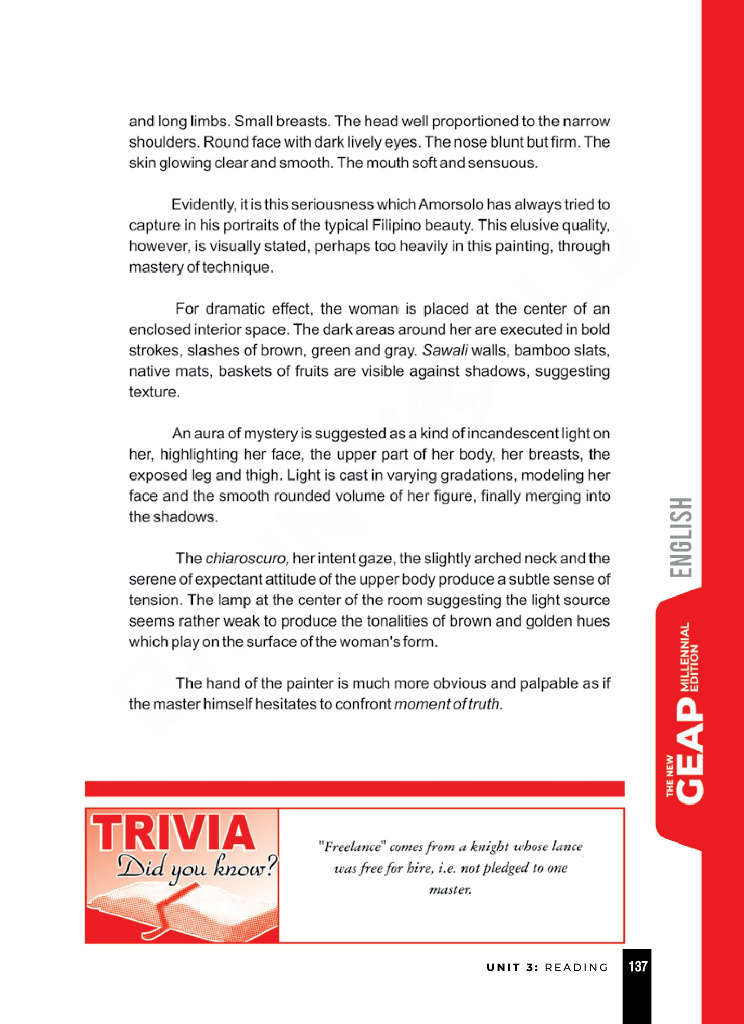 and long limbs. Small breasts. The head well proportioned to the narrow
shoulders. Round face with dark lively eyes. The nose blunt but firm. The
skin glowing clear and smooth. The mouth soft and sensuous.
Evidently, it is this seriousness which Amorsolo has always tried to
capture in his portraits of the typical Filipino beauty. This elusive quality,
however, is visually stated, perhaps too heavily in this painting, through
mastery of technique.
For dramatic effect, the woman is placed at the center of an
enclosed interior space. The dark areas around her are executed in bold
strokes, slashes of brown, green and gray. Sawali walls, bamboo slats,
native mats, baskets of fruits are visible against shadows, suggesting
texture.
An aura of mystery is suggested as a kind of incandescent light on
her, highlighting her face, the upper part of her body, her breasts, the
exposed leg and thigh. Light is cast in varying gradations, modeling her
face and the smooth rounded volume of her figure, finally merging into
the shadows.
The chiaroscuro, her intent gaze, the slightly arched neck and the
serene of expectant attitude of the upper body produce a subtle sense of
tension. The lamp at the center of the room suggesting the light source
seems rather weak to produce the tonalities of brown and golden hues
which play on the surface of the woman's form.
The hand of the painter is much more obvious and palpable as if
the master himself hesitates to confront moment of truth.
TRIVIA
Did you know?
"Freelance" comes from a knight whose lance
was free for hire, i.e. not pledged to one
master.
UNIT 3: READING
137
ENGLISH
THE NEW
GEAP
MILLENNIAL
EDITION